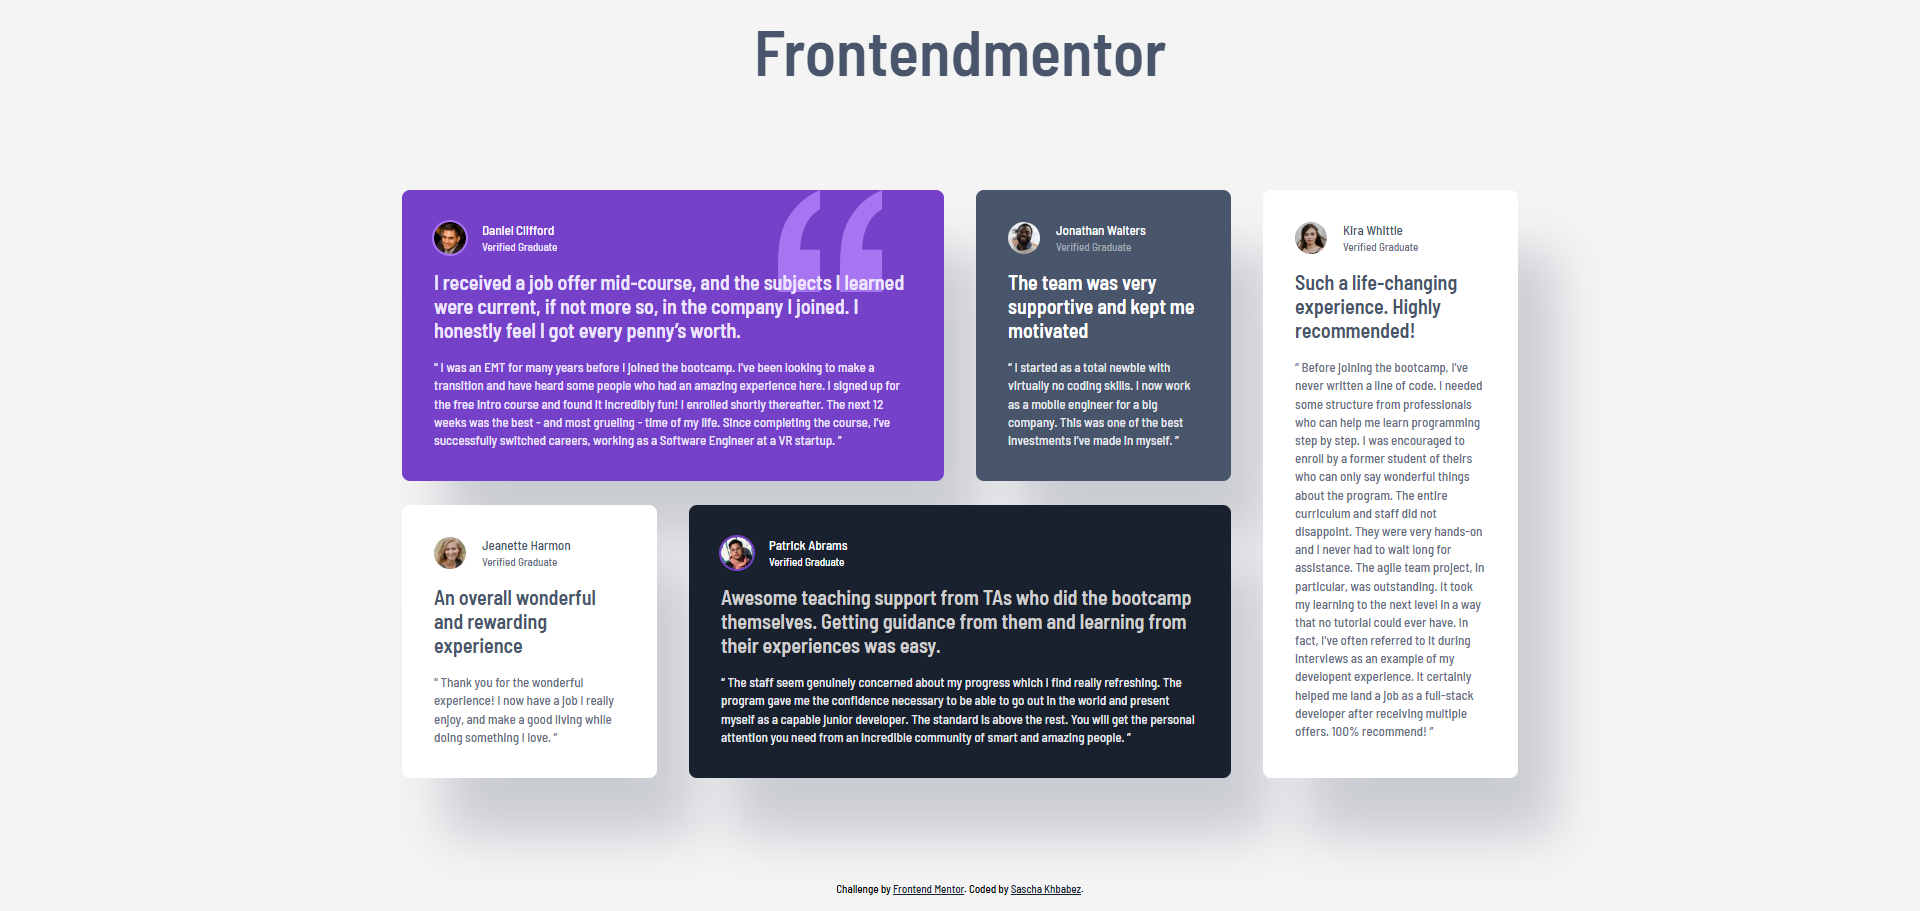 Frontendmentor
Daniel Clifford
Verified Graduate
I received a job offer mid-course, and the subjects I learned
were current, if not more so, in the company I joined. I
honestly feel I got every penny’s worth.
“ I was an EMT for many years before I joined the bootcamp. I’ve been looking to make a
transition and have heard some people who had an amazing experience here. I signed up for
the free intro course and found it incredibly fun! I enrolled shortly thereafter. The next 12
weeks was the best - and most grueling - time of my life. Since completing the course, I’ve
successfully switched careers, working as a Software Engineer at a VR startup. ”
Jonathan Walters
Verified Graduate
The team was very
supportive and kept me
motivated
“ I started as a total newbie with
virtually no coding skills. I now work
as a mobile engineer for a big
company. This was one of the best
investments I’ve made in myself. ”
Kira Whittle
Verified Graduate
Such a life-changing
experience. Highly
recommended!
“ Before joining the bootcamp, I’ve
never written a line of code. I needed
some structure from professionals
who can help me learn programming
step by step. I was encouraged to
enroll by a former student of theirs
who can only say wonderful things
about the program. The entire
curriculum and staff did not
disappoint. They were very hands-on
and I never had to wait long for
assistance. The agile team project, in
particular, was outstanding. It took
my learning to the next level in a way
that no tutorial could ever have. In
fact, I’ve often referred to it during
interviews as an example of my
developent experience. It certainly
helped me land a job as a full-stack
developer after receiving multiple
offers. 100% recommend! ”
Jeanette Harmon
Verified Graduate
An overall wonderful
and rewarding
experience
“ Thank you for the wonderful
experience! I now have a job I really
enjoy, and make a good living while
doing something I love. ”
Patrick Abrams
Verified Graduate
Awesome teaching support from TAs who did the bootcamp
themselves. Getting guidance from them and learning from
their experiences was easy.
“ The staff seem genuinely concerned about my progress which I find really refreshing. The
program gave me the confidence necessary to be able to go out in the world and present
myself as a capable junior developer. The standard is above the rest. You will get the personal
attention you need from an incredible community of smart and amazing people. ”
Challenge by Frontend Mentor. Coded by Sascha Khbabez.